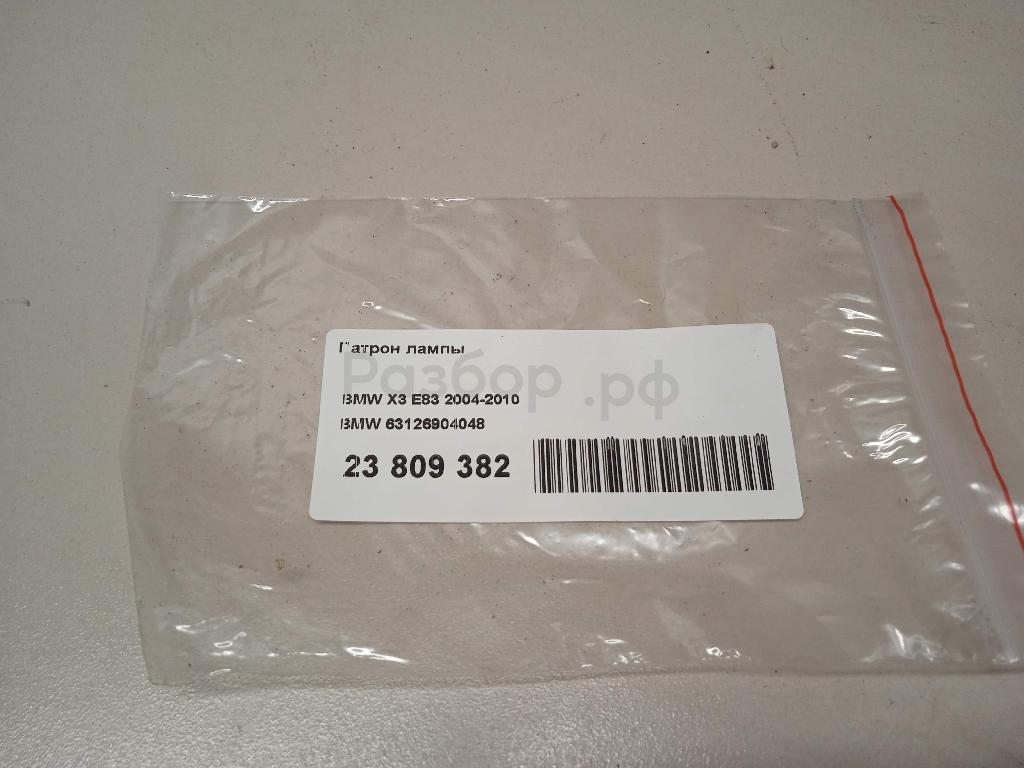 Патрон лампы
Разбор.рф
BMW X3 E83 2004-2010
BMW 63126904048
23 809 382